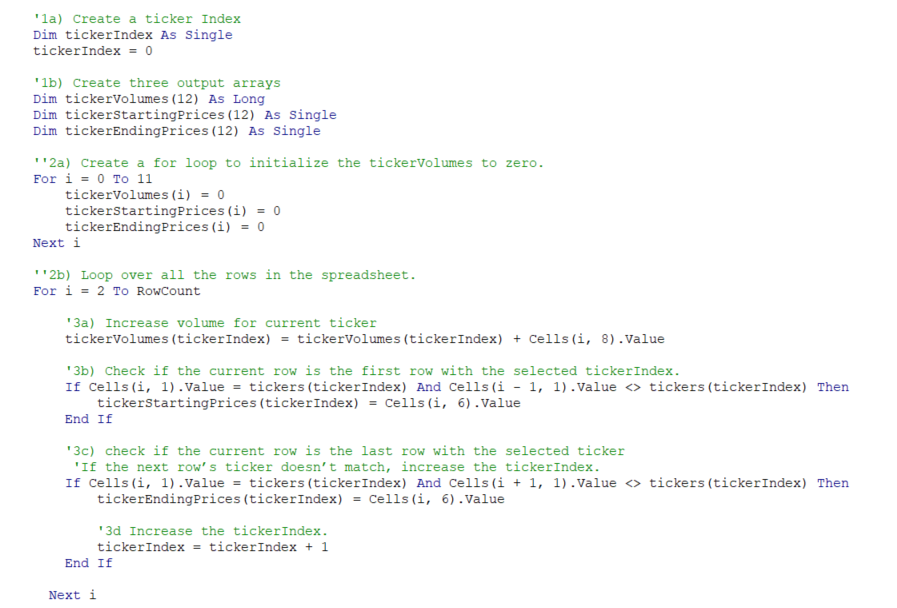 '1a) Create a ticker Index
Dim tickerIndex As Single
tickerIndex = 0
'1b) Create three output arrays
Dim tickerVolumes(12) As Long
Dim tickerStartingPrices(12) As Single
Dim tickerEndingPrices(12) As Single
''2a) Create a for loop to initialize the tickerVolumes to zero.
For i = 0 To 11
    tickerVolumes(i) = 0
    tickerStartingPrices(i) = 0
    tickerEndingPrices(i) = 0
Next i
''2b) Loop over all the rows in the spreadsheet.
For i = 2 To RowCount
    '3a) Increase volume for current ticker
    tickerVolumes(tickerIndex) = tickerVolumes(tickerIndex) + Cells(i, 8).Value
    '3b) Check if the current row is the first row with the selected tickerIndex.
    If Cells(i, 1).Value = tickers(tickerIndex) And Cells(i - 1, 1).Value <> tickers(tickerIndex) Then
        tickerStartingPrices(tickerIndex) = Cells(i, 6).Value
    End If
    '3c) check if the current row is the last row with the selected ticker
     'If the next row’s ticker doesn’t match, increase the tickerIndex.
    If Cells(i, 1).Value = tickers(tickerIndex) And Cells(i + 1, 1).Value <> tickers(tickerIndex) Then
        tickerEndingPrices(tickerIndex) = Cells(i, 6).Value
        '3d Increase the tickerIndex.
        tickerIndex = tickerIndex + 1
    End If
  Next i